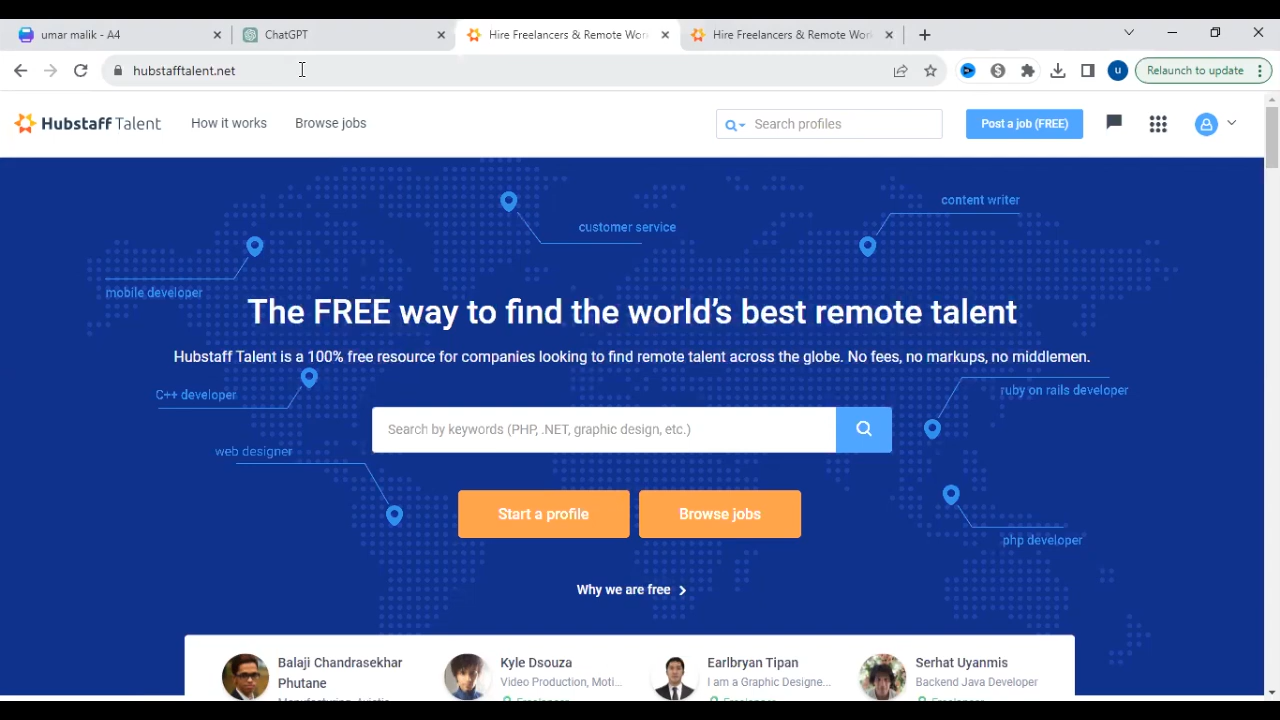 umar malik - A4
ChatGPT
Hire Freelancers & Remote Wor
Hire Freelancers & Remote Work
hubstafftalent.net
u
Relaunch to update
Hubstaff Talent
How it works
Browse jobs
Search profiles
Post a job (FREE)
content writer
customer service
mobile developer
The FREE way to find the world's best remote talent
Hubstaff Talent is a 100% free resource for companies looking to find remote talent across the globe. No fees, no markups, no middlemen.
C++ developer
ruby on rails developer
Search by keywords (PHP, .NET, graphic design, etc.)
web designer
Start a profile
Browse jobs
php developer
Why we are free
Balaji Chandrasekhar
Phutane
Kyle Dsouza
Video Production, Moti...
Earlbryan Tipan
I am a Graphic Designe...
Serhat Uyanmis
Backend Java Developer